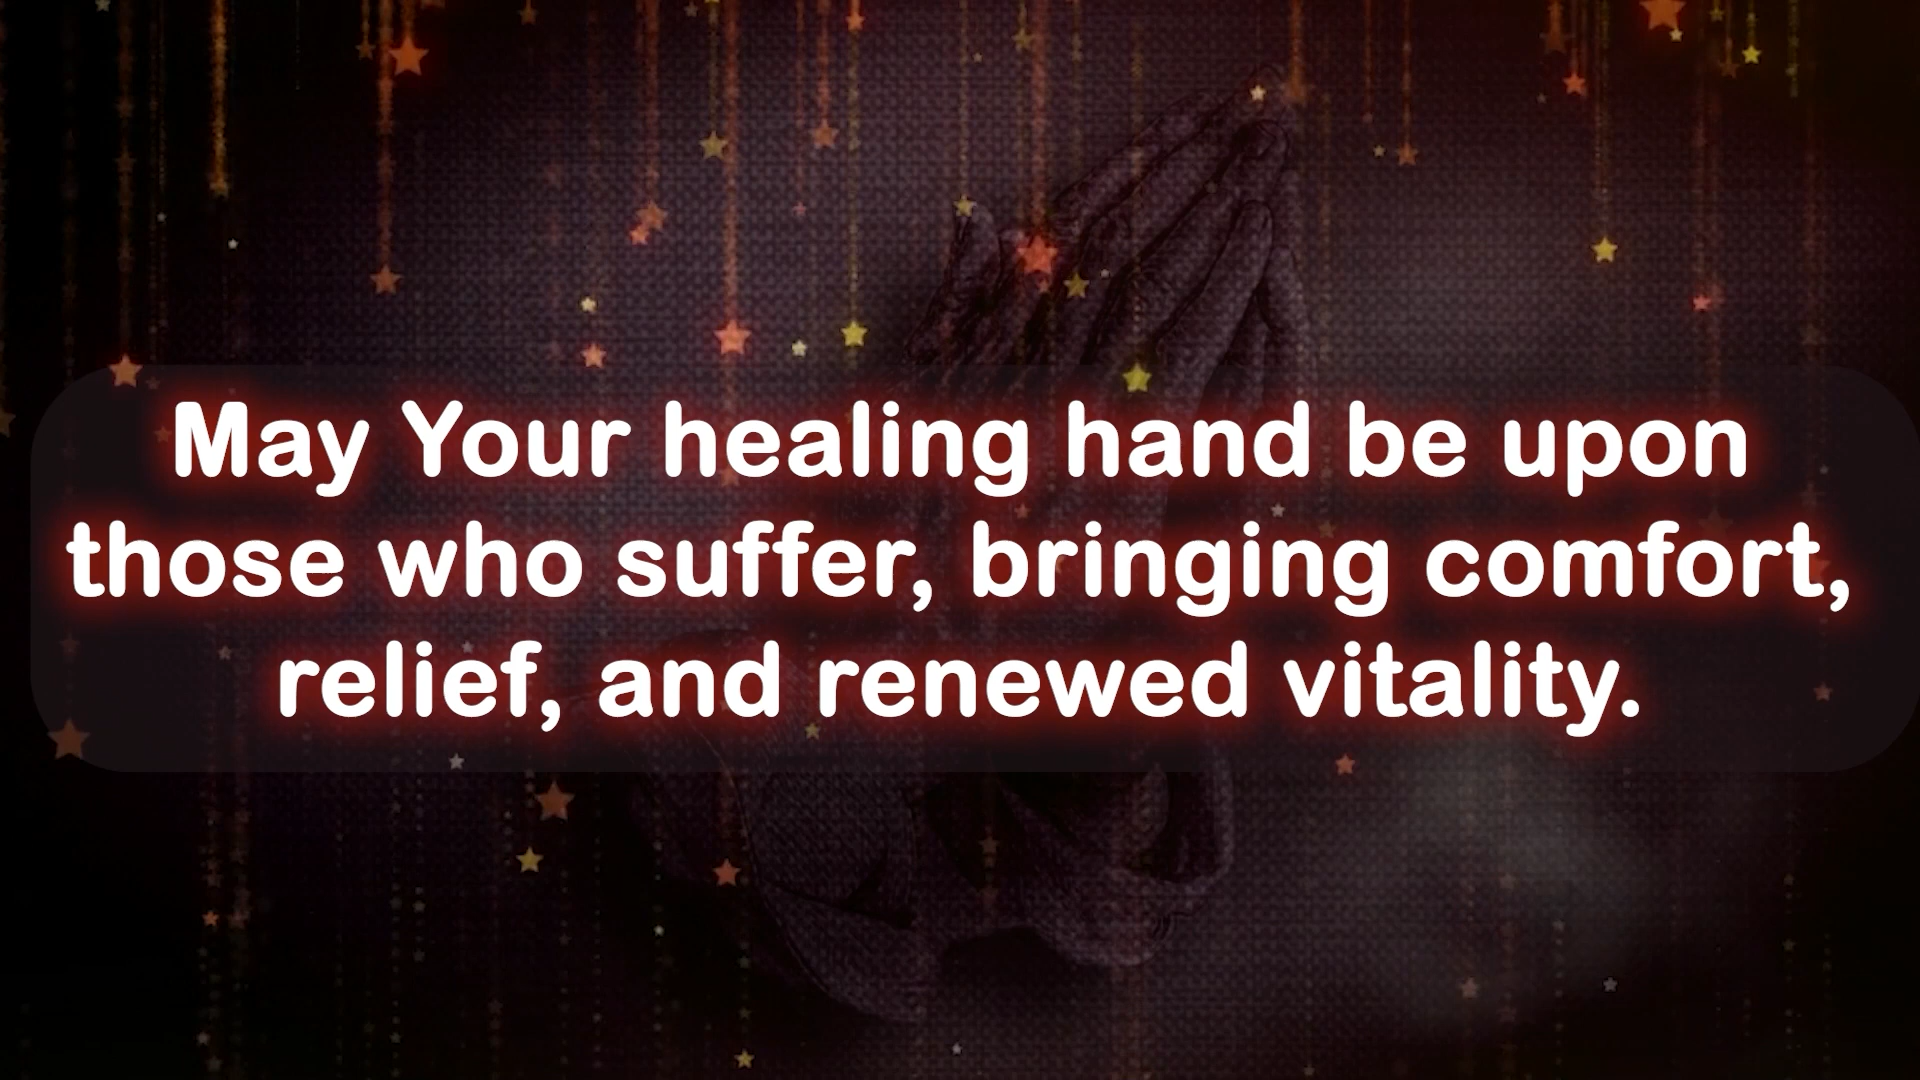 May Your healing hand be upon
those who suffer, bringing comfort,
relief, and renewed vitality.